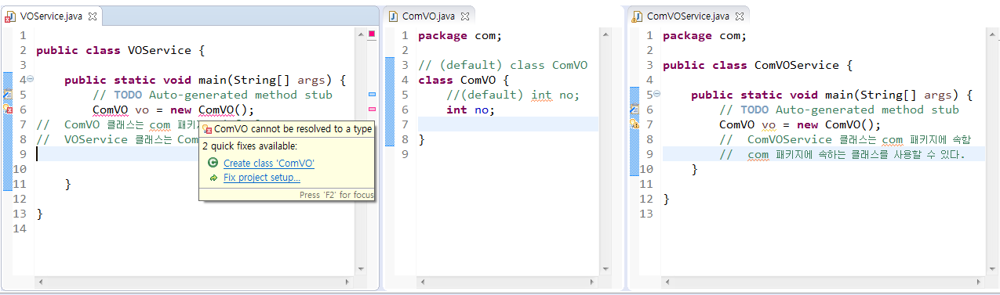 VOService.java
1
2 public class VOService {
3
4 public static void main(String[] args) {
5 // TODO Auto-generated method stub
6 ComVO vo = new ComVO();
7 // ComVO 클래스는 com 패키지
8 // VOService 클래스는 Com
9
10
11 }
12
13 }
14
ComVO cannot be resolved to a type
2 quick fixes available:
Create class 'ComVO'
Fix project setup...
Press 'F2' for focus
ComVO.java
1 package com;
2
3 // (default) class ComVO
4 class ComVO {
5 //(default) int no;
6 int no;
7
8 }
9
ComVOService.java
1 package com;
2
3 public class ComVOService {
4
5 public static void main(String[] args) {
6 // TODO Auto-generated method stub
7 ComVO vo = new ComVO();
8 // ComVOService 클래스는 com 패키지에 속함
9 // com 패키지에 속하는 클래스를 사용할 수 있다.
10 }
11
12 }
13